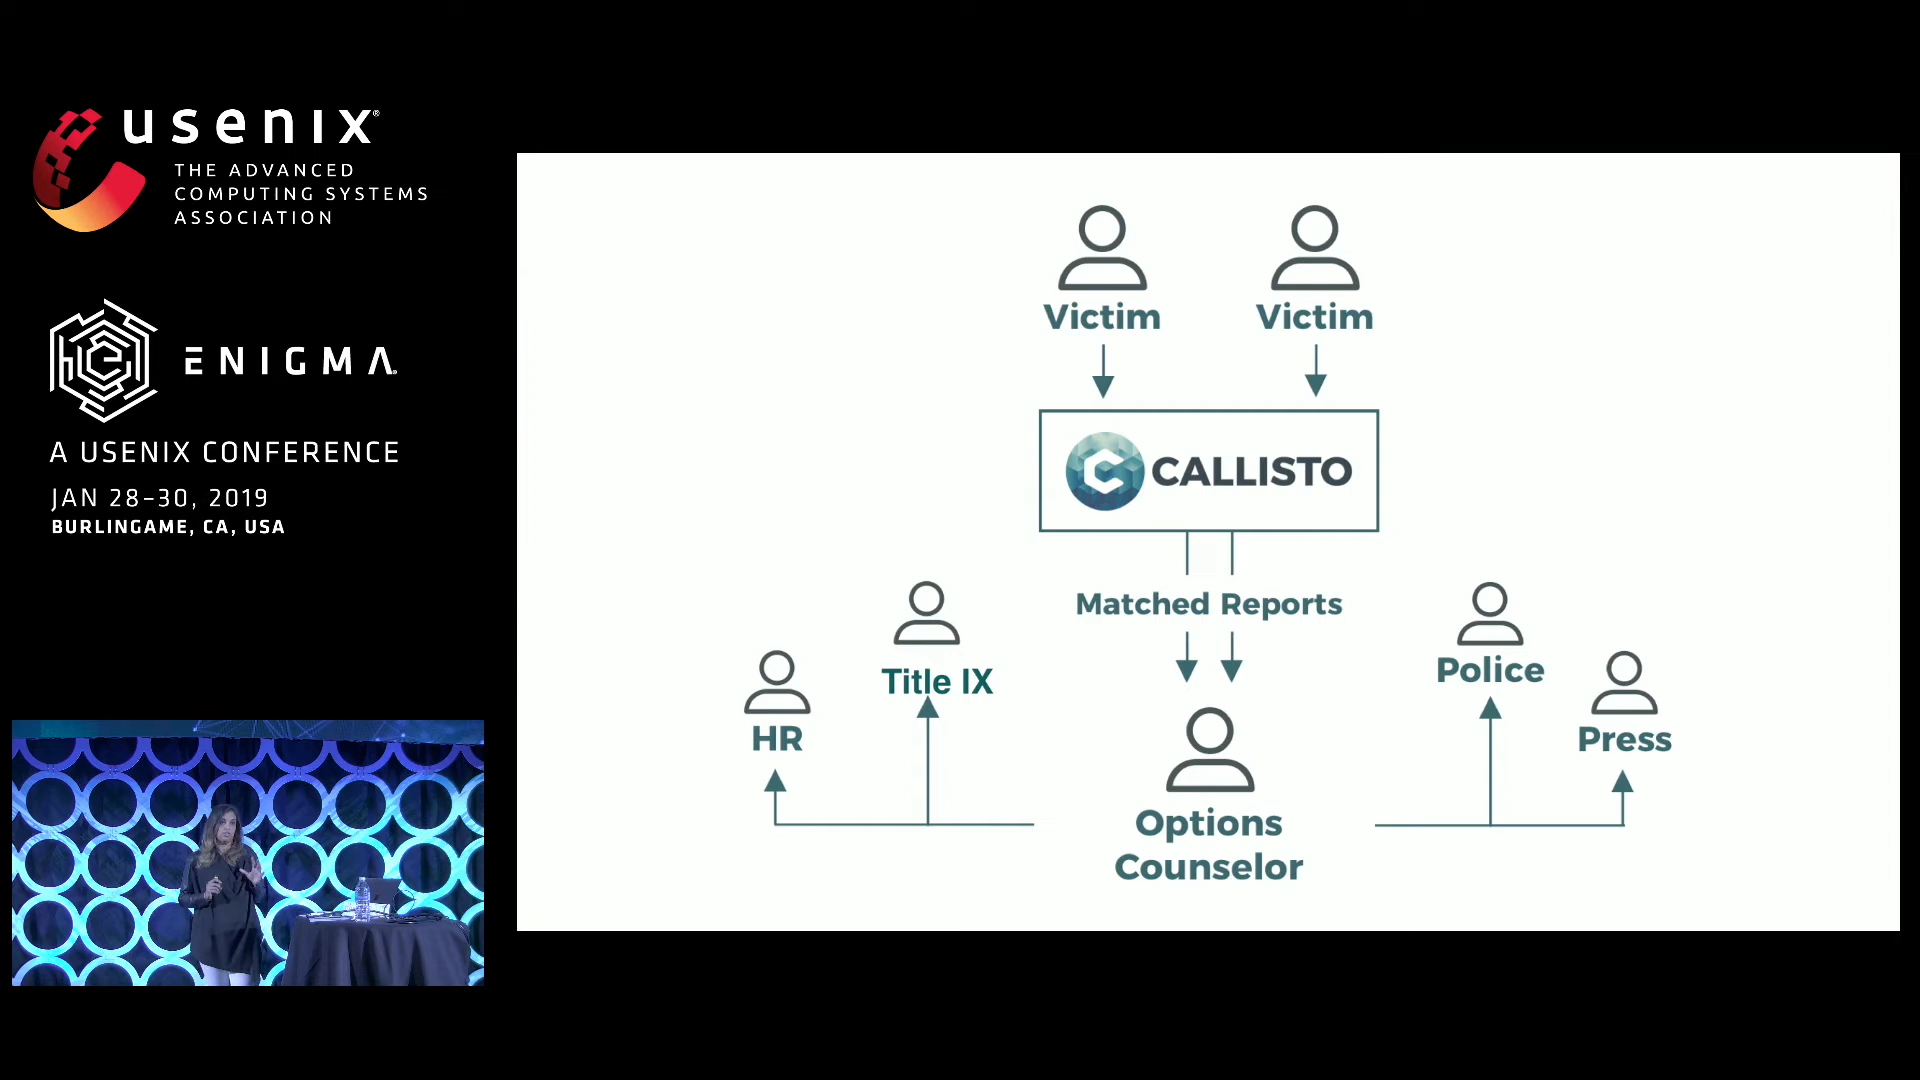 usenix®
THE ADVANCED
COMPUTING SYSTEMS
ASSOCIATION
ENIGMA.
A USENIX CONFERENCE
JAN 28-30, 2019
BURLINGAME, CA, USA
Victim
Victim
CALLISTO
Matched Reports
Title IX
HR
Police
Press
Options
Counselor